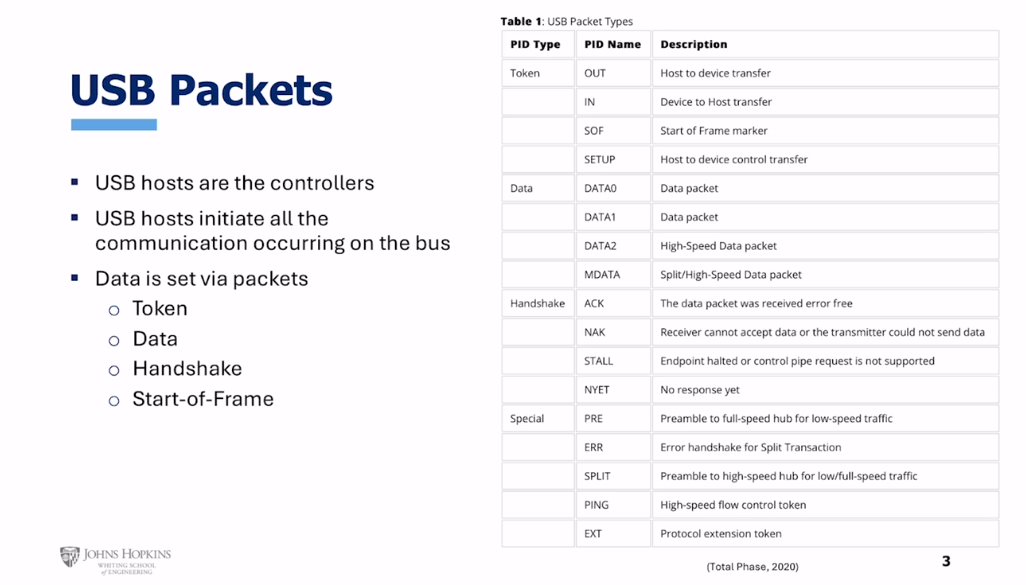 USB Packets
▪ USB hosts are the controllers
▪ USB hosts initiate all the
communication occurring on the bus
▪ Data is set via packets
o Token
o Data
o Handshake
o Start-of-Frame
Table 1: USB Packet Types
PID Type PID Name Description
Token OUT Host to device transfer
IN Device to Host transfer
SOF Start of Frame marker
SETUP Host to device control transfer
Data DATA0 Data packet
DATA1 Data packet
DATA2 High-Speed Data packet
MDATA Split/High-Speed Data packet
Handshake ACK The data packet was received error free
NAK Receiver cannot accept data or the transmitter could not send data
STALL Endpoint halted or control pipe request is not supported
NYET No response yet
Special PRE Preamble to full-speed hub for low-speed traffic
ERR Error handshake for Split Transaction
SPLIT Preamble to high-speed hub for low/full-speed traffic
PING High-speed flow control token
EXT Protocol extension token
(Total Phase, 2020)
3
JOHNS HOPKINS
WHITING SCHOOL
of ENGINEERING